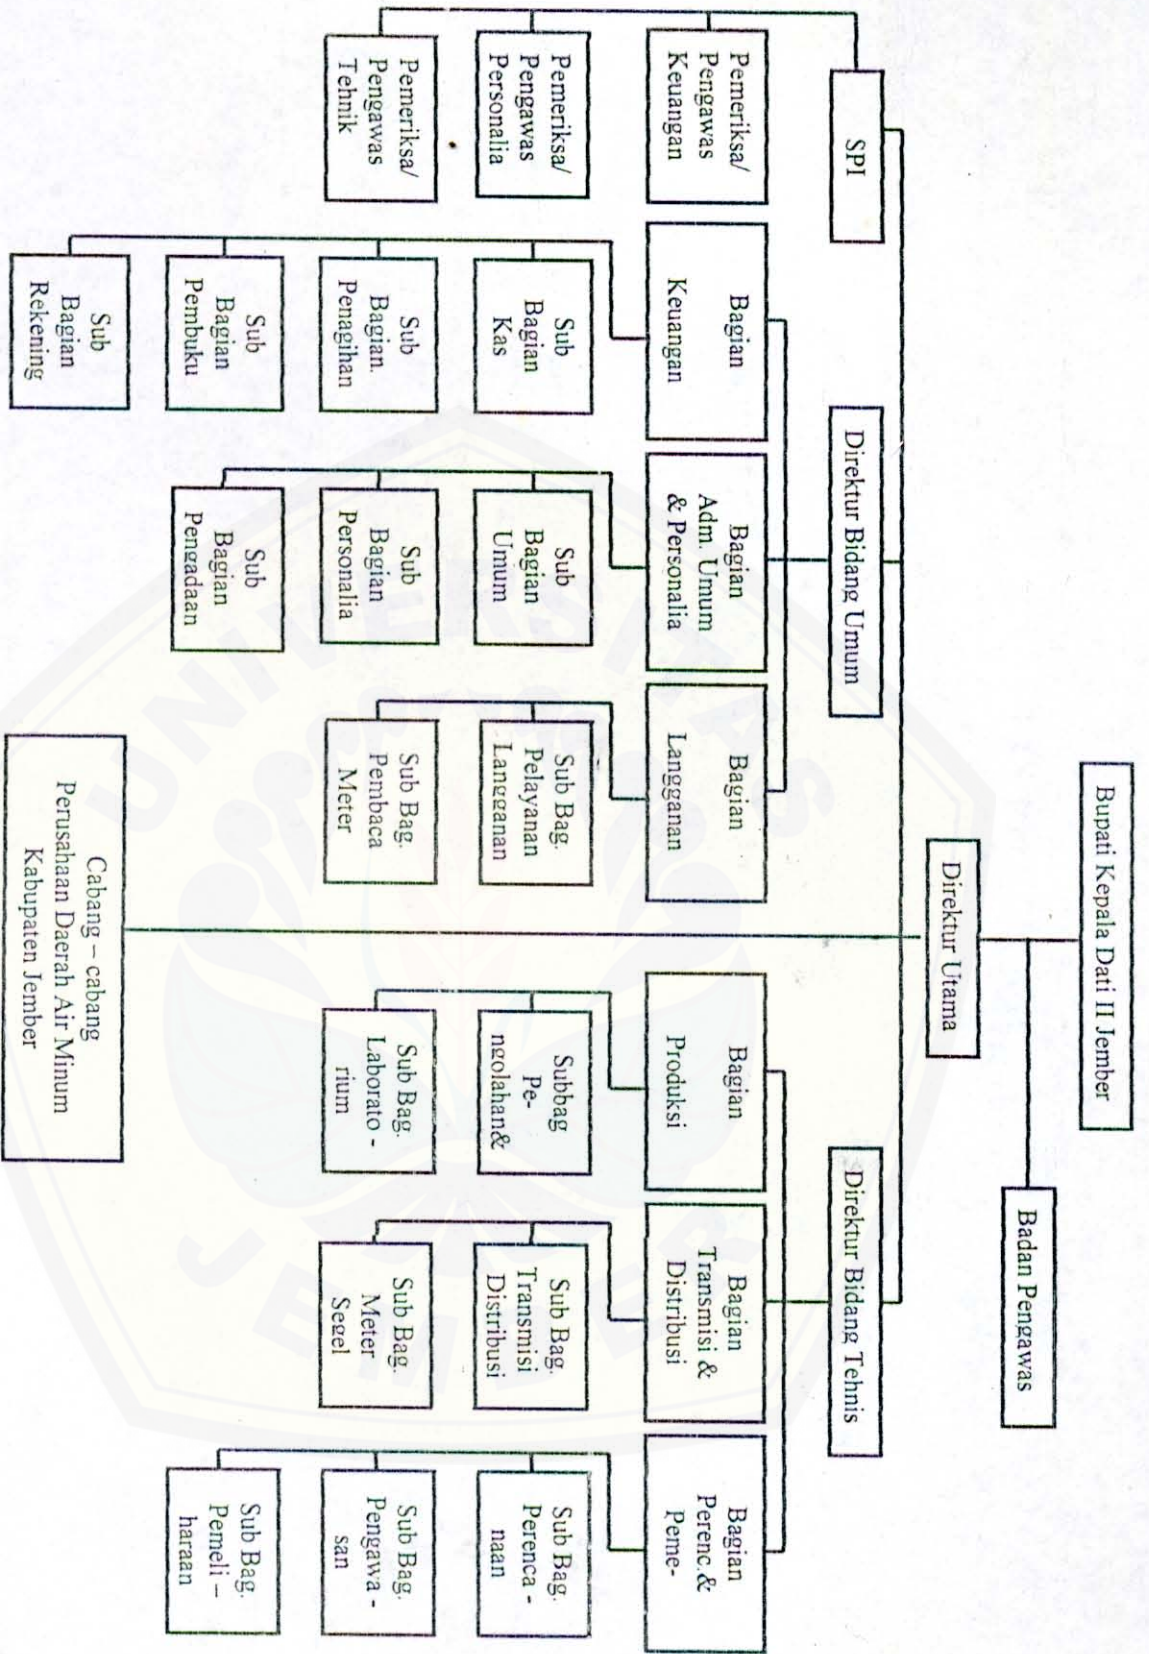 Bupati Kepala Dati II Jember
Badan Pengawas
Direktur Utama
SPI
Direktur Bidang Umum
Direktur Bidang Tehnis
Pemeriksa/
Pengawas
Keuangan
Bagian
Keuangan
Bagian
Adm. Umum
& Personalia
Bagian
Langganan
Bagian
Produksi
Bagian
Transmisi &
Distribusi
Bagian
Perenc.&
Peme-
Pemeriksa/
Pengawas
Personalia
Sub
Bagian
Kas
Sub
Bagian
Umum
Sub Bag.
Pelayanan
Langganan
Subbag
Pe-
ngolahan&
Sub Bag.
Transmisi
Distribusi
Sub Bag.
Perenca -
naan
Pemeriksa/
Pengawas
Tehnik
Sub
Bagian.
Penagihan
Sub
Bagian
Personalia
Sub Bag.
Pembaca
Meter
Sub Bag.
Laborato -
rium
Sub Bag.
Meter
Segel
Sub Bag.
Pengawa -
san
Sub
Bagian
Pembuku
Sub
Bagian
Pengadaan
Sub Bag.
Pemeli –
haraan
Sub
Bagian
Rekening
Cabang – cabang
Perusahaan Daerah Air Minum
Kabupaten Jember
UNIVERSITAS
JEMBER